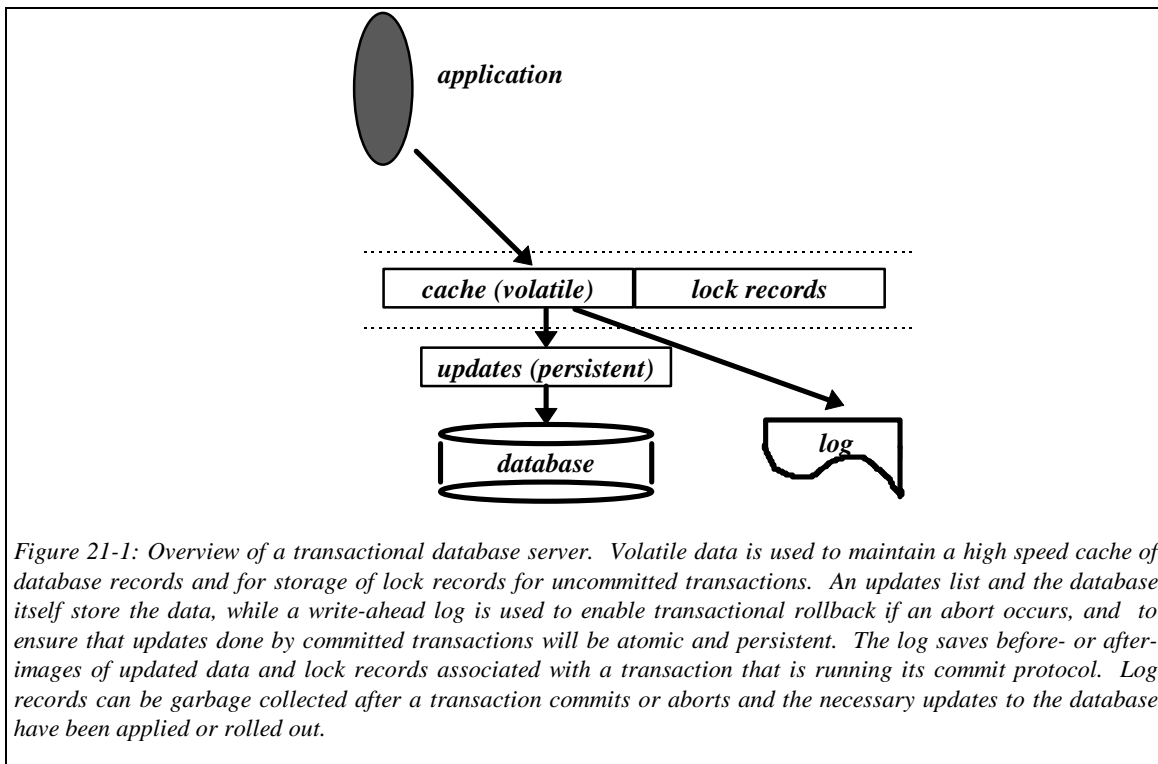 application
cache (volatile)
lock records
updates (persistent)
log
database
Figure 21-1: Overview of a transactional database server. Volatile data is used to maintain a high speed cache of
database records and for storage of lock records for uncommitted transactions. An updates list and the database
itself store the data, while a write-ahead log is used to enable transactional rollback if an abort occurs, and to
ensure that updates done by committed transactions will be atomic and persistent. The log saves before- or after-
images of updated data and lock records associated with a transaction that is running its commit protocol. Log
records can be garbage collected after a transaction commits or aborts and the necessary updates to the database
have been applied or rolled out.